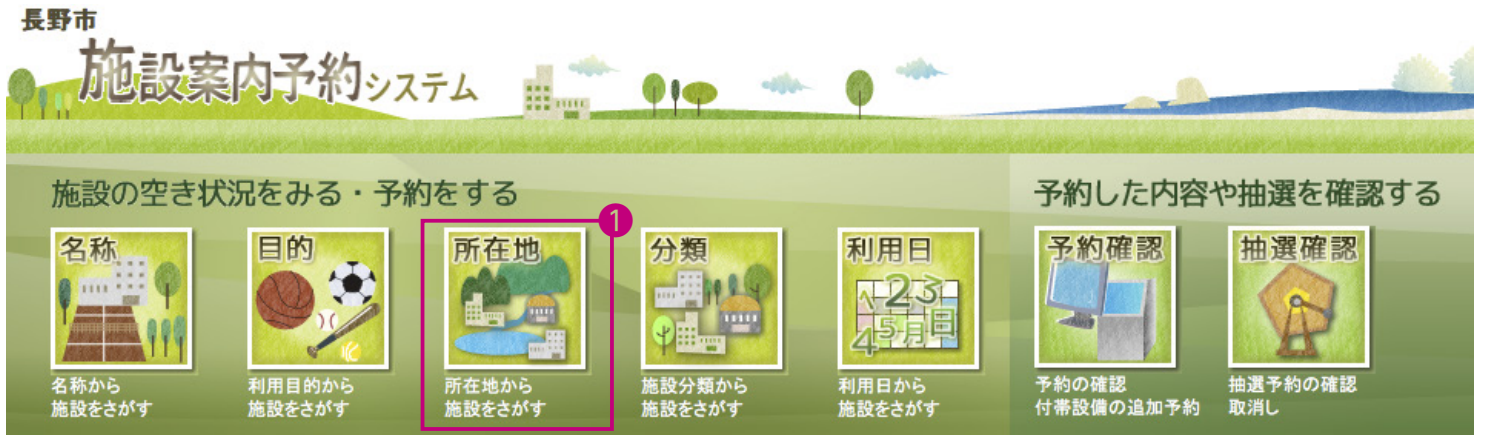 長野市
施設案内予約システム
施設の空き状況をみる・予約をする
予約した内容や抽選を確認する
1
名称
目的
所在地
分類
利用日
予約確認
抽選確認
2 3
4 5 月 日
名称から
施設をさがす
利用目的から
施設をさがす
所在地から
施設をさがす
施設分類から
施設をさがす
利用日から
施設をさがす
予約の確認
付帯設備の追加予約
抽選予約の確認
取消し